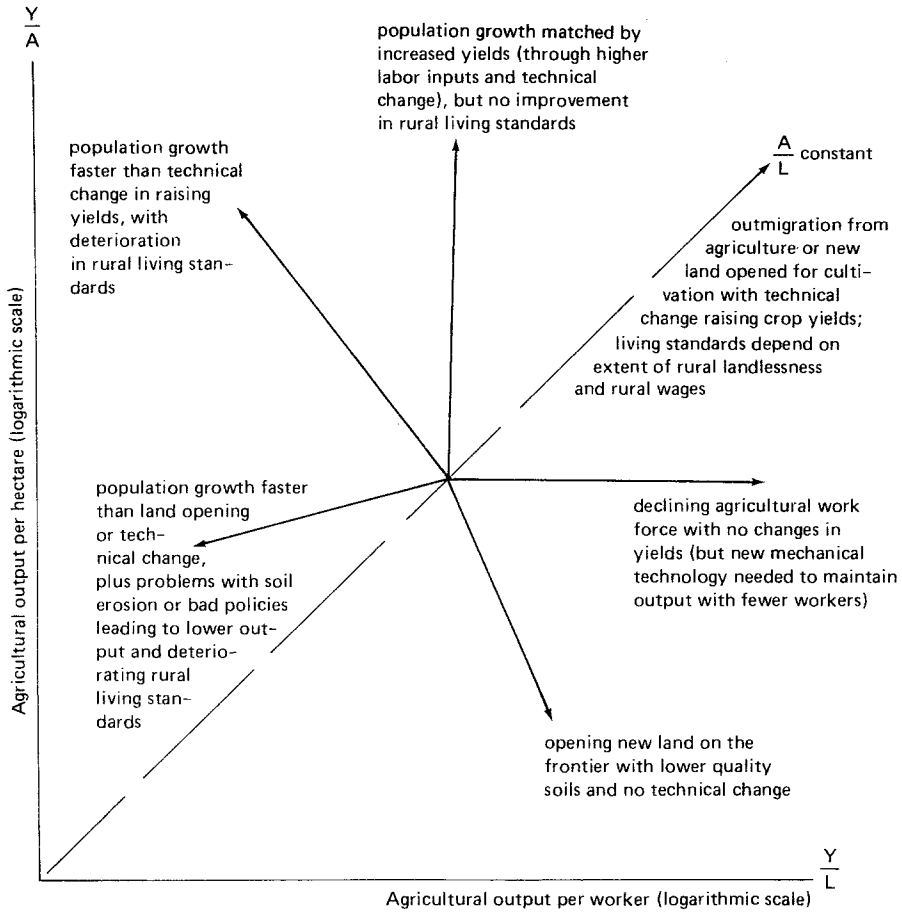 Y
A
population growth matched by
increased yields (through higher
labor inputs and technical
change), but no improvement
in rural living standards
population growth
faster than technical
change in raising
yields, with
deterioration
in rural living stan-
dards
A
L
constant
outmigration from
agriculture or new
land opened for culti-
vation with technical
change raising crop yields;
living standards depend on
extent of rural landlessness
and rural wages
Agricultural output per hectare (logarithmic scale)
population growth faster
than land opening
or tech-
nical change,
plus problems with soil
erosion or bad policies
leading to lower out-
put and deterio-
rating rural
living stan-
dards
declining agricultural work
force with no changes in
yields (but new mechanical
technology needed to maintain
output with fewer workers)
opening new land on the
frontier with lower quality
soils and no technical change
Y
L
Agricultural output per worker (logarithmic scale)